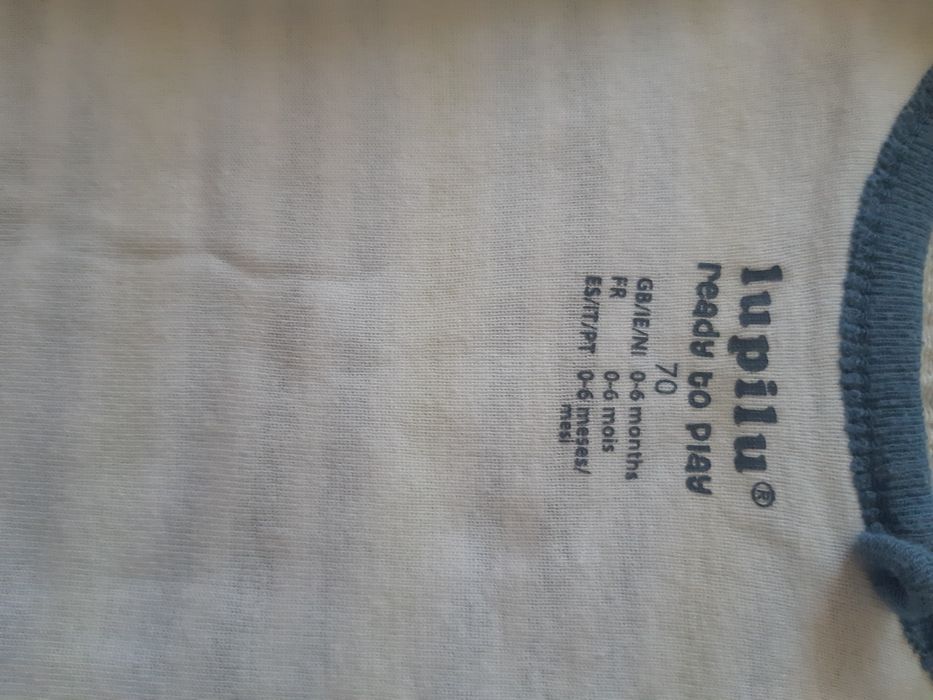 lupilu®
ready to play
70
GB/IE/NI 0-6 months
FR 0-6 mois
ES/IT/PT 0-6 meses/
mesi